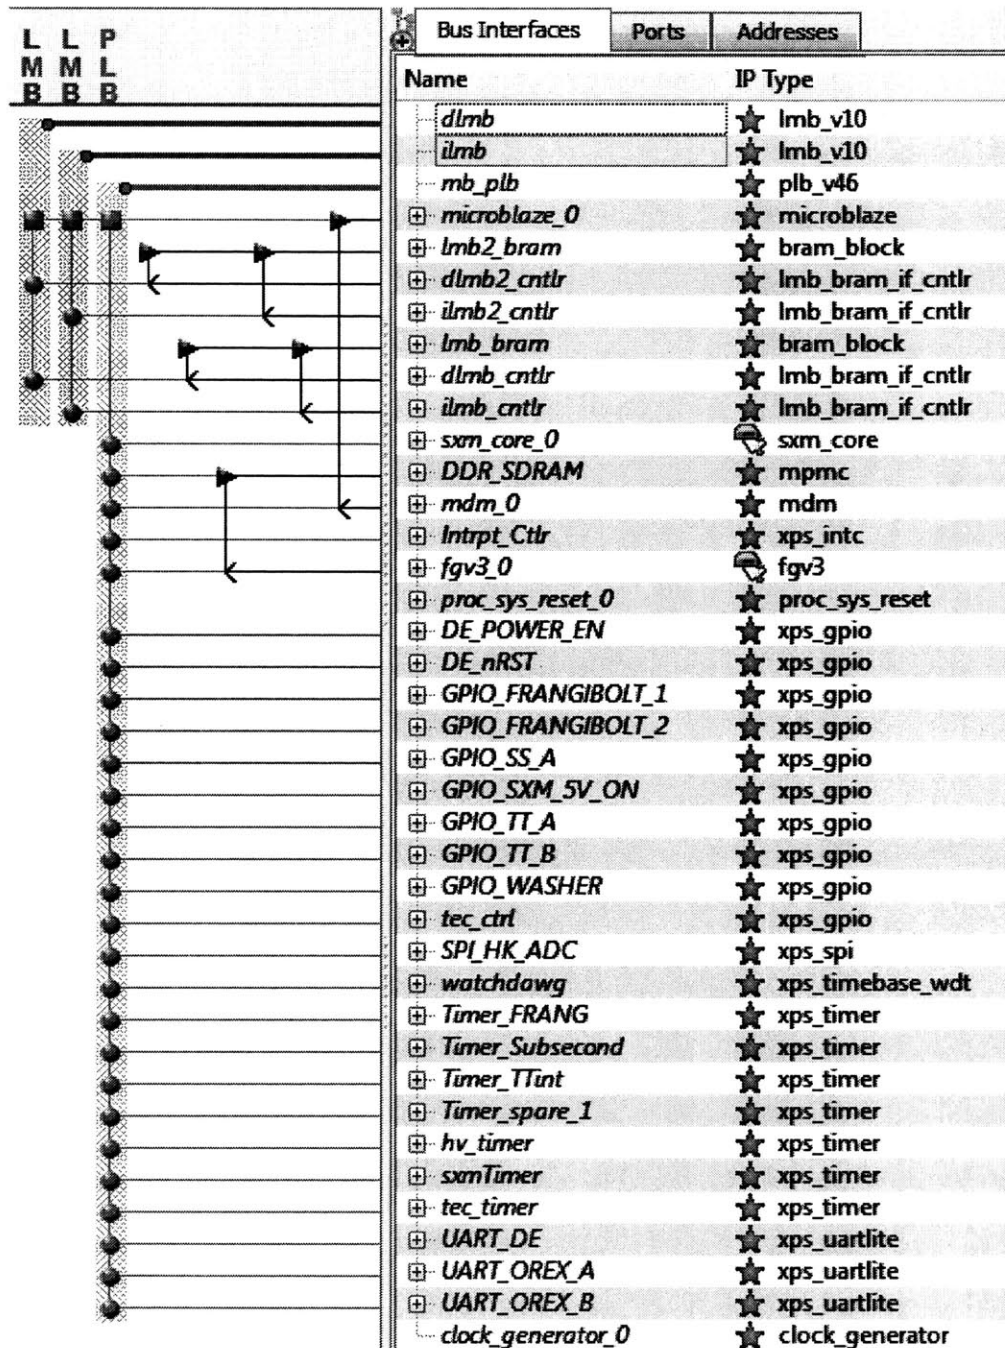 L L P
M M L
B B B
Bus Interfaces Ports Addresses
Name IP Type
dlmb lmb_v10
ilmb lmb_v10
mb_plb plb_v46
microblaze_0 microblaze
lmb2_bram bram_block
dlmb2_cntlr lmb_bram_if_cntlr
ilmb2_cntlr lmb_bram_if_cntlr
lmb_bram bram_block
dlmb_cntlr lmb_bram_if_cntlr
ilmb_cntlr lmb_bram_if_cntlr
sxm_core_0 sxm_core
DDR_SDRAM mpmc
mdm_0 mdm
Intrpt_Ctlr xps_intc
fgv3_0 fgv3
proc_sys_reset_0 proc_sys_reset
DE_POWER_EN xps_gpio
DE_nRST xps_gpio
GPIO_FRANGIBOLT_1 xps_gpio
GPIO_FRANGIBOLT_2 xps_gpio
GPIO_SS_A xps_gpio
GPIO_SXM_5V_ON xps_gpio
GPIO_TT_A xps_gpio
GPIO_TT_B xps_gpio
GPIO_WASHER xps_gpio
tec_ctrl xps_gpio
SPI_HK_ADC xps_spi
watchdawg xps_timebase_wdt
Timer_FRANG xps_timer
Timer_Subsecond xps_timer
Timer_TTint xps_timer
Timer_spare_1 xps_timer
hv_timer xps_timer
sxmTimer xps_timer
tec_timer xps_timer
UART_DE xps_uartlite
UART_OREX_A xps_uartlite
UART_OREX_B xps_uartlite
clock_generator_0 clock_generator